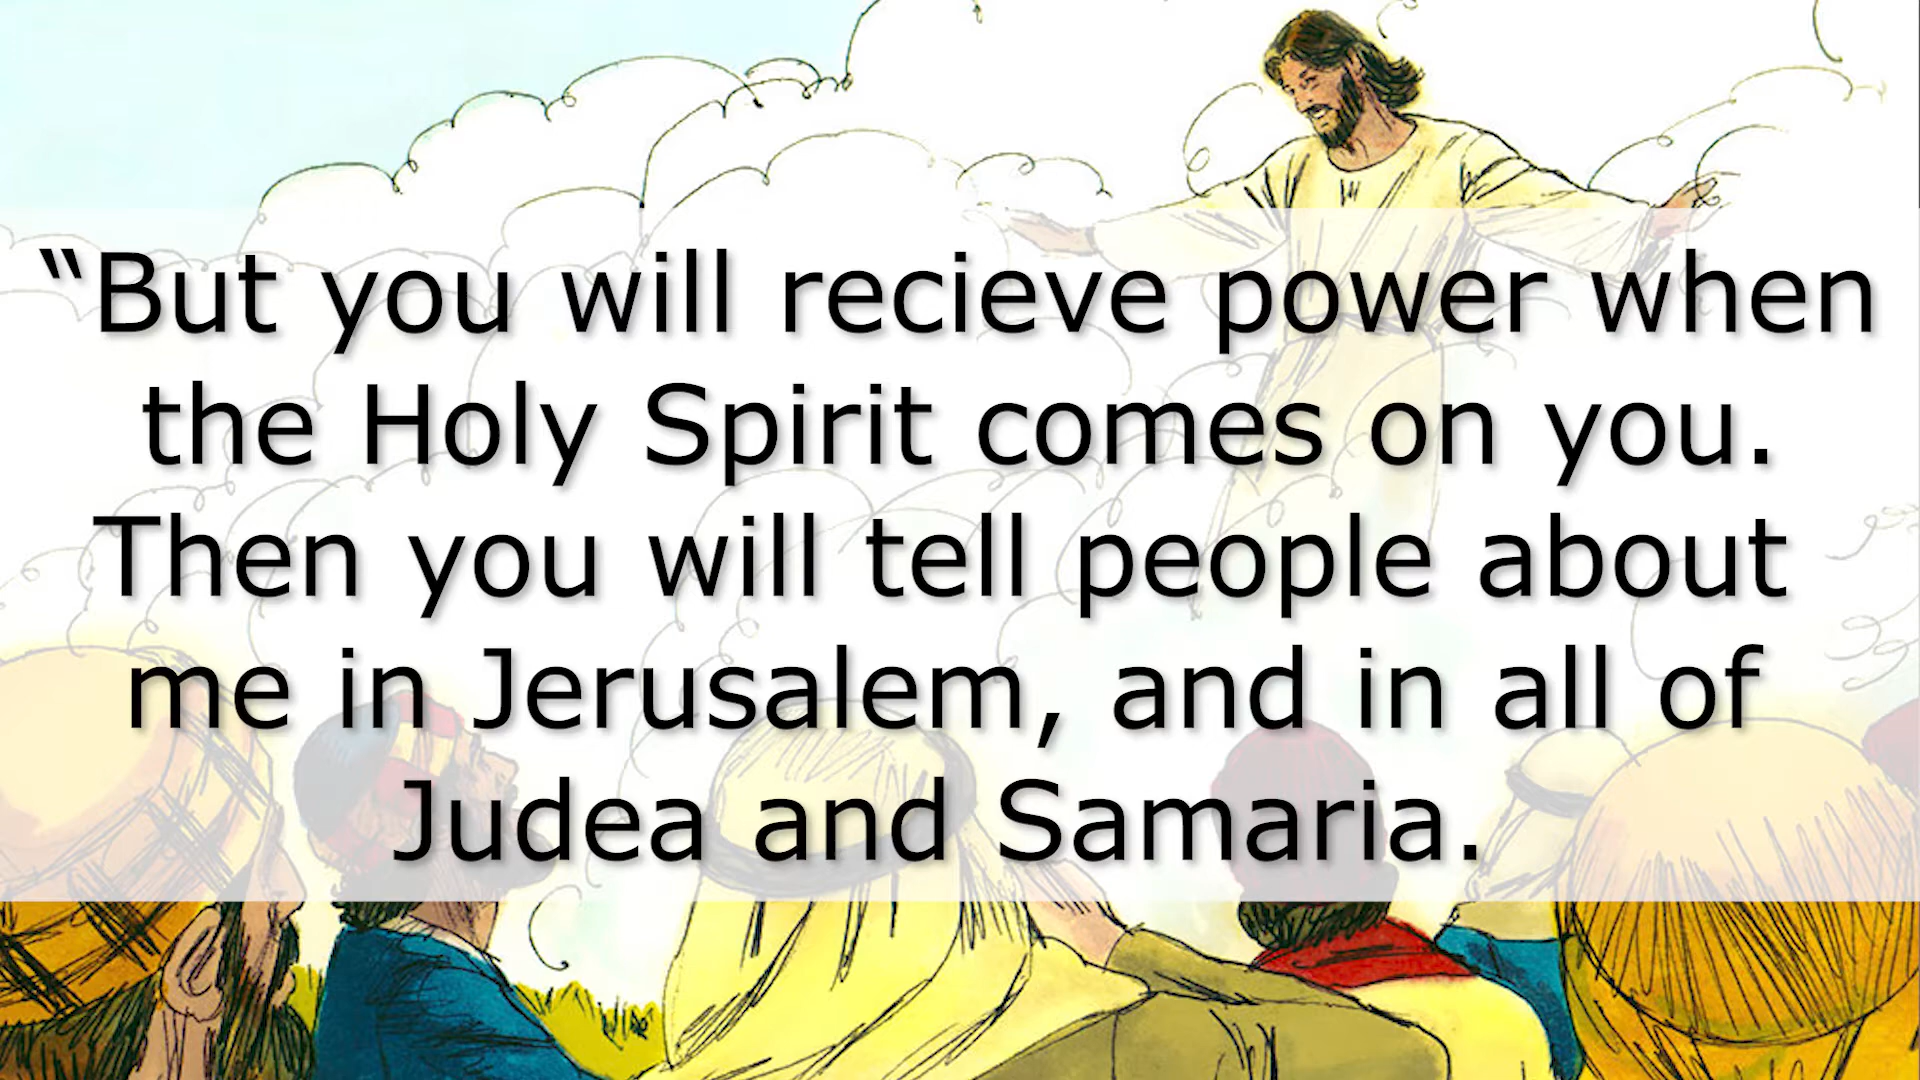 “But you will recieve power when
the Holy Spirit comes on you.
Then you will tell people about
me in Jerusalem, and in all of
Judea and Samaria.